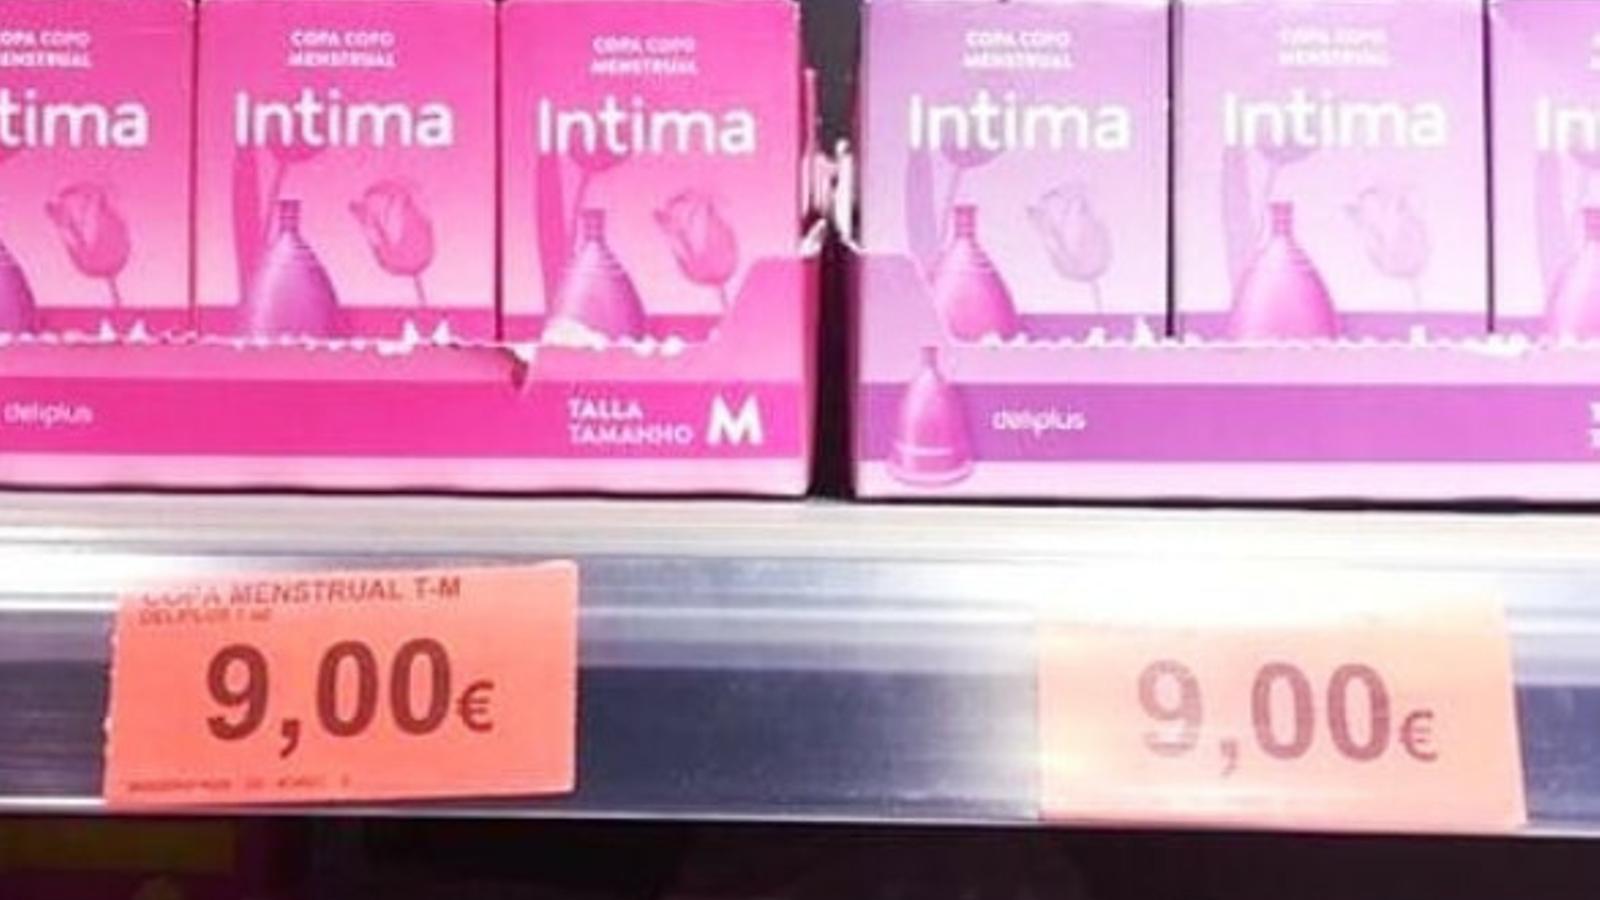 COPA COPO
MENSTRUAL
Intima
COPA COPO
MENSTRUAL
Intima
COPA COPO
MENSTRUAL
Intima
COPA COPO
MENSTRUAL
Intima
deliplus
TALLA
TAMANHO M
deliplus
COPA MENSTRUAL T-M
DELIPLUS
9,00€
9,00€